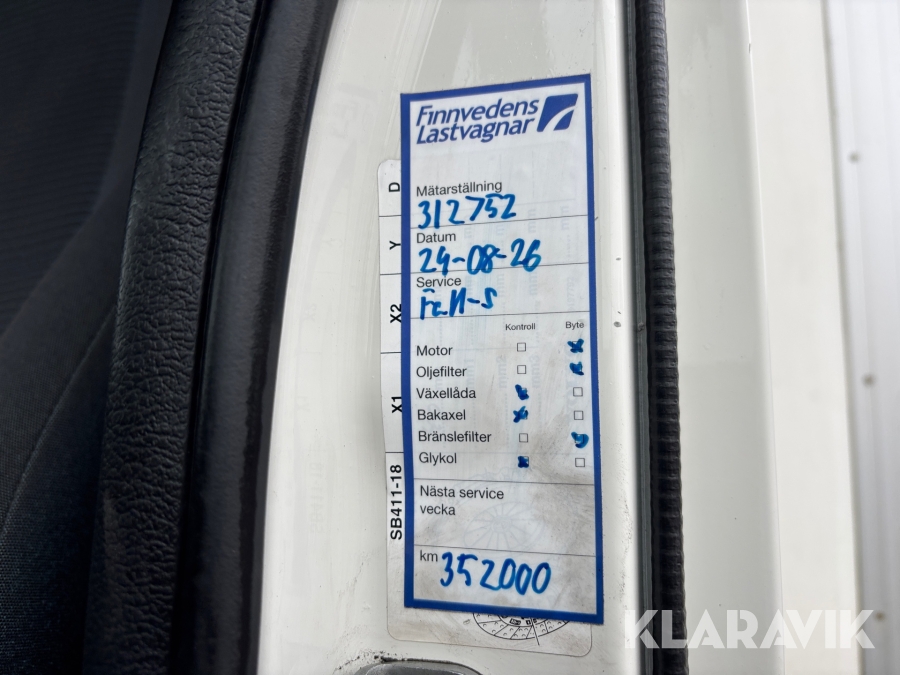 Finnvedens
Lastvagnar
Mätarställning
312752
Datum
24-08-26
Service
Kontroll Byte
Motor
Oljefilter
Växellåda
Bakaxel
Bränslefilter
Glykol
Nästa service
vecka
km 352000
D
Y
X2
X1
SB411-18
KLARAVIK